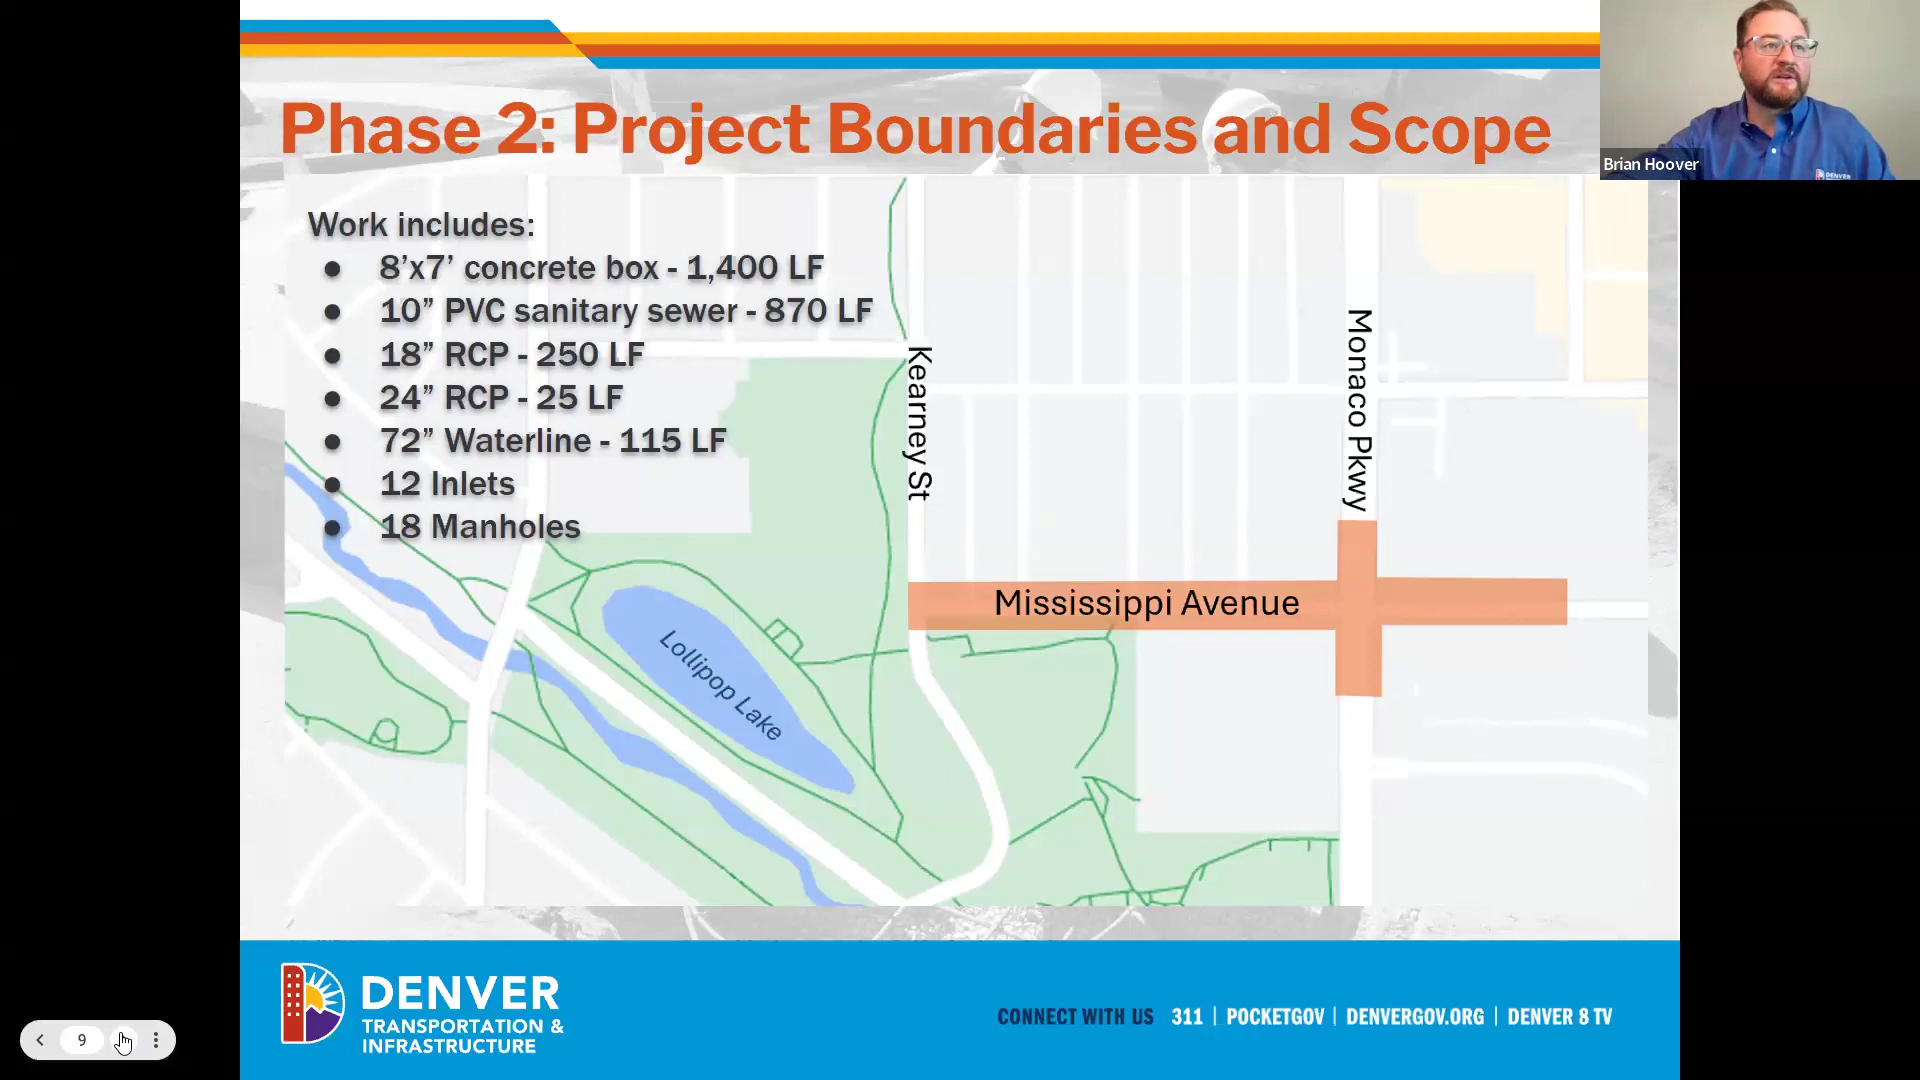 Phase 2: Project Boundaries and Scope
Brian Hoover
DENVER
Work includes:
● 8’x7’ concrete box - 1,400 LF
● 10” PVC sanitary sewer - 870 LF
● 18” RCP - 250 LF
● 24” RCP - 25 LF
● 72” Waterline - 115 LF
● 12 Inlets
● 18 Manholes
Kearney St
Monaco Pkwy
Mississippi Avenue
Lollipop Lake
DENVER
TRANSPORTATION &
INFRASTRUCTURE
CONNECT WITH US 311 | POCKETGOV | DENVERGOV.ORG | DENVER 8 TV
9